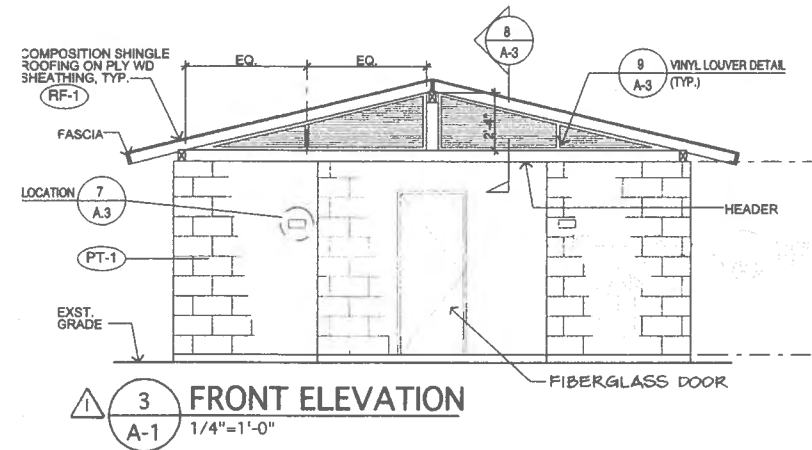 COMPOSITION SHINGLE
ROOFING ON PLY WD
SHEATHING, TYP.
RF-1
EQ.
EQ.
8
A-3
9
A-3
VINYL LOUVER DETAIL
(TYP.)
FASCIA
2'-4"
LOCATION
7
A.3
HEADER
PT-1
EXST.
GRADE
FIBERGLASS DOOR
1
3
A-1
FRONT ELEVATION
1/4"=1'-0"